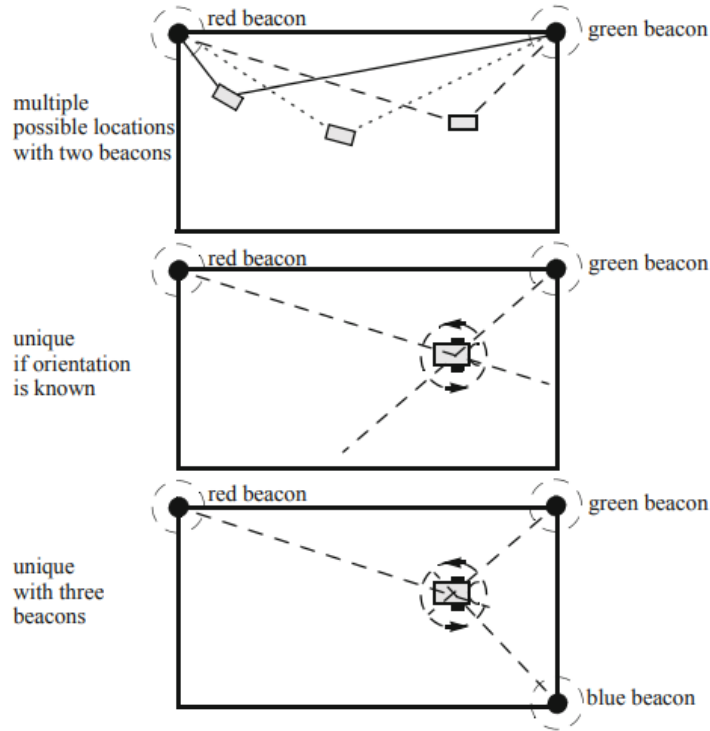 red beacon
green beacon
multiple
possible locations
with two beacons
red beacon
green beacon
unique
if orientation
is known
red beacon
green beacon
unique
with three
beacons
blue beacon